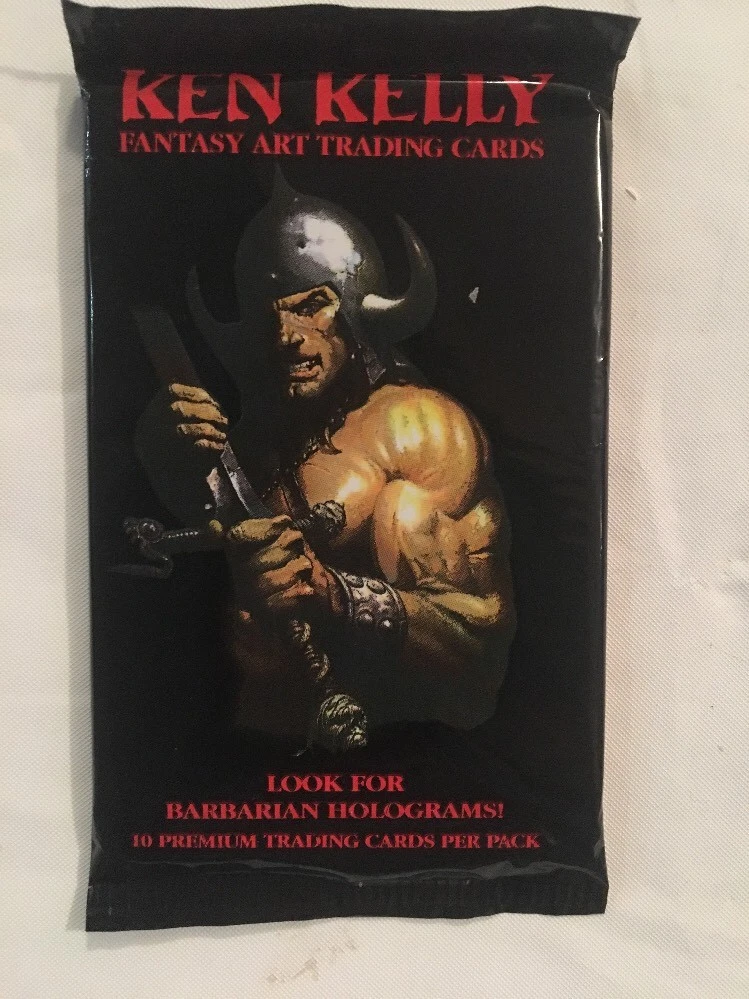 KEN KELLY
FANTASY ART TRADING CARDS
LOOK FOR
BARBARIAN HOLOGRAMS!
10 PREMIUM TRADING CARDS PER PACK